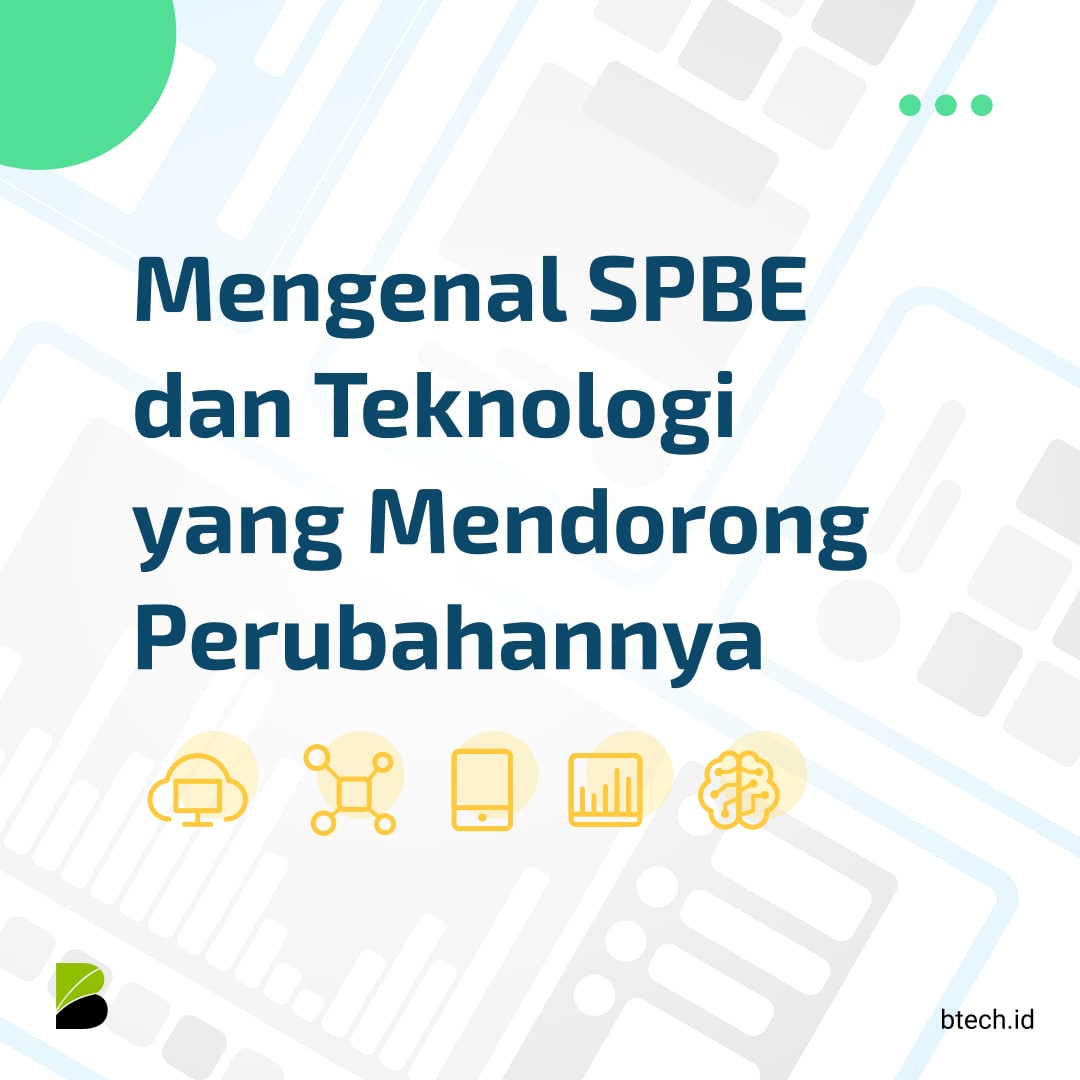 Mengenal SPBE
dan Teknologi
yang Mendorong
Perubahannya
btech.id